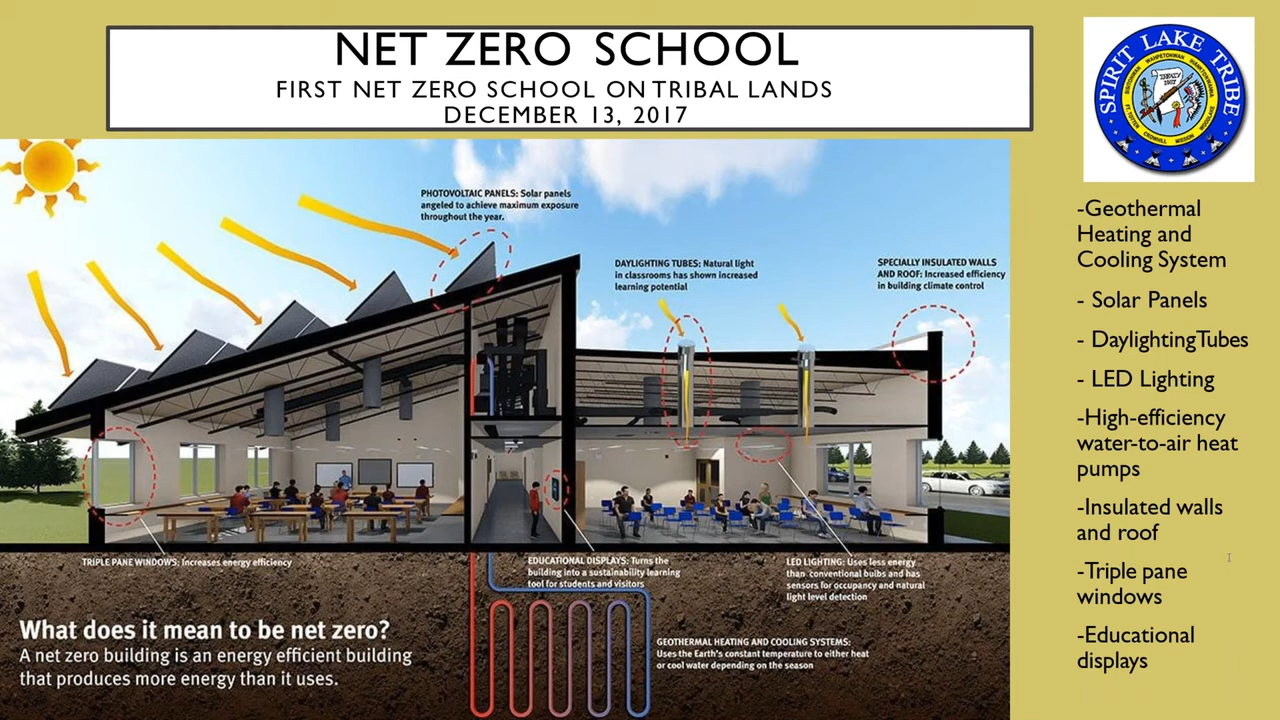 NET ZERO SCHOOL
FIRST NET ZERO SCHOOL ON TRIBAL LANDS
DECEMBER 13, 2017
SPIRIT LAKE TRIBE
PHOTOVOLTAIC PANELS: Solar panels
angeled to achieve maximum exposure
throughout the year.
DAYLIGHTING TUBES: Natural light
in classrooms has shown increased
learning potential
SPECIALLY INSULATED WALLS
AND ROOF: Increased efficiency
in building climate control
TRIPLE PANE WINDOWS: Increases energy efficiency
EDUCATIONAL DISPLAYS: Turns the
building into a sustainability learning
tool for students and visitors
LED LIGHTING: Uses less energy
than conventional bulbs and has
sensors for occupancy and natural
light level detection
GEOTHERMAL HEATING AND COOLING SYSTEMS:
Uses the Earth's constant temperature to either heat
or cool water depending on the season
What does it mean to be net zero?
A net zero building is an energy efficient building
that produces more energy than it uses.
-Geothermal
Heating and
Cooling System
- Solar Panels
- DaylightingTubes
- LED Lighting
-High-efficiency
water-to-air heat
pumps
-Insulated walls
and roof
-Triple pane
windows
-Educational
displays